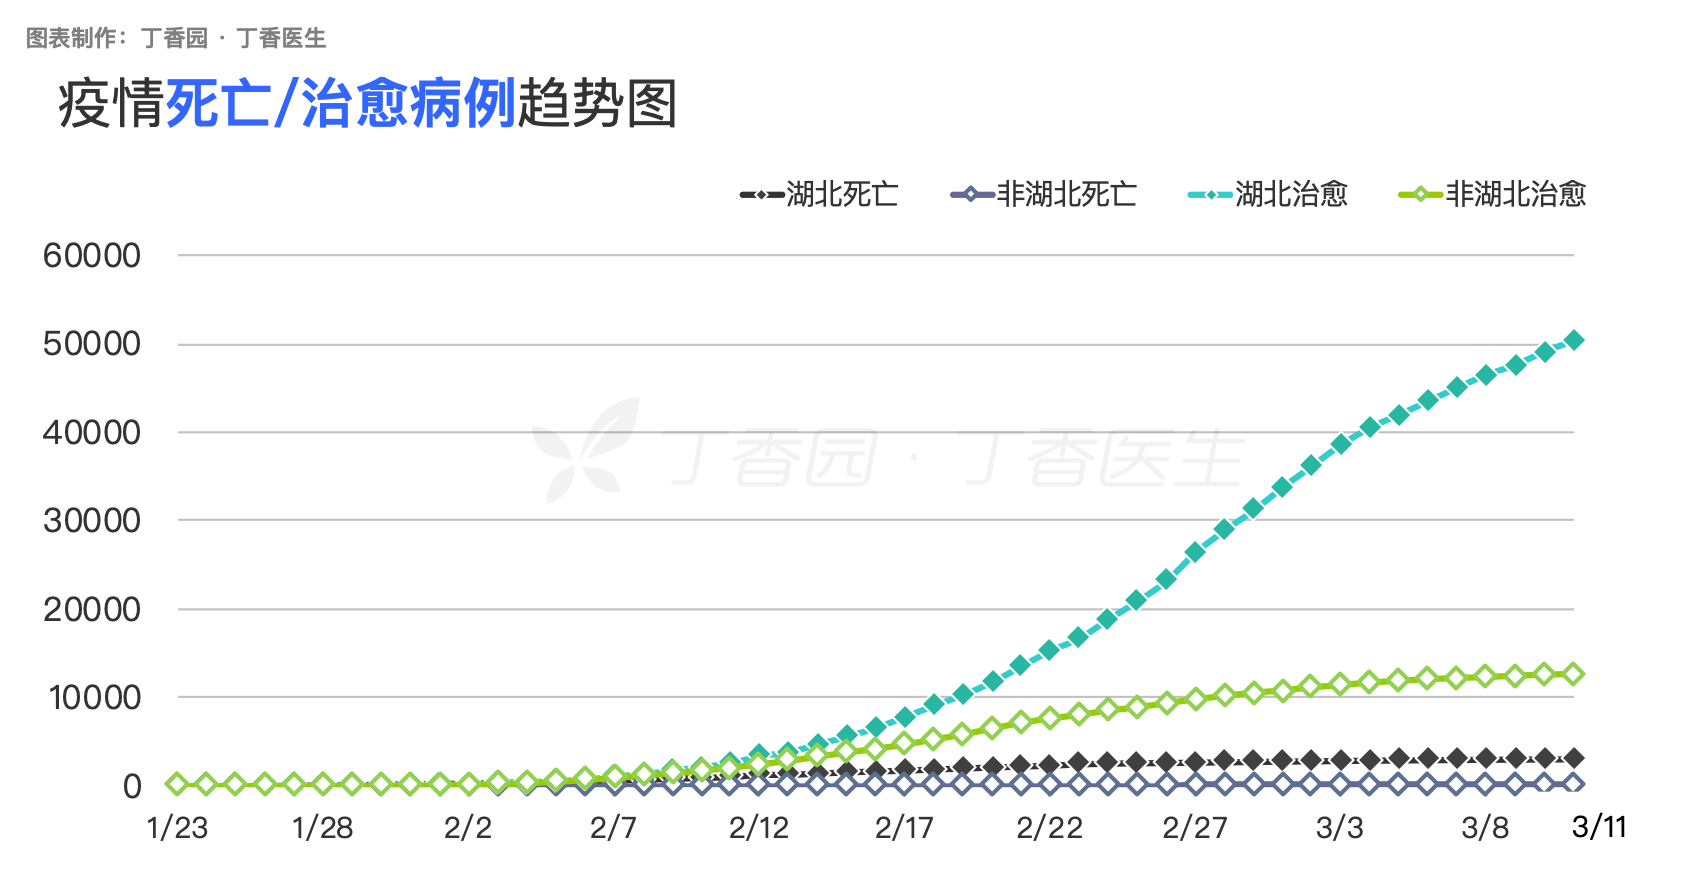 图表制作：丁香园 · 丁香医生
疫情死亡/治愈病例趋势图
湖北死亡 非湖北死亡 湖北治愈 非湖北治愈
60000
50000
40000
丁香园 · 丁香医生
30000
20000
10000
0
1/23 1/28 2/2 2/7 2/12 2/17 2/22 2/27 3/3 3/8 3/11